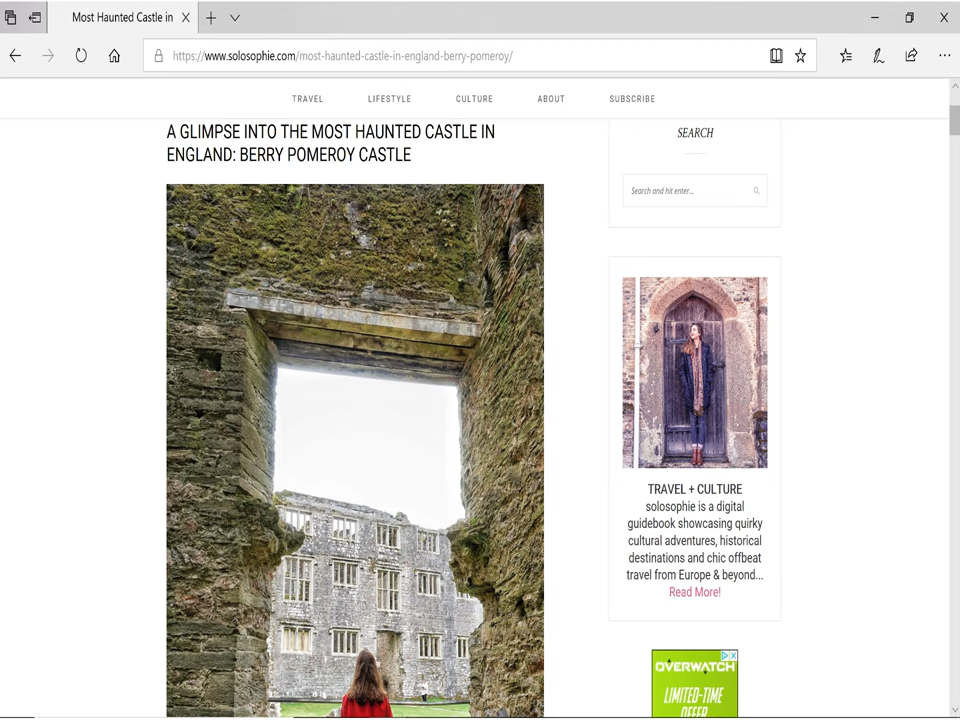 Most Haunted Castle in
https://www.solosophie.com/most-haunted-castle-in-england-berry-pomeroy/
TRAVEL LIFESTYLE CULTURE ABOUT SUBSCRIBE
A GLIMPSE INTO THE MOST HAUNTED CASTLE IN
ENGLAND: BERRY POMEROY CASTLE
SEARCH
Search and hit enter...
TRAVEL + CULTURE
solosophie is a digital
guidebook showcasing quirky
cultural adventures, historical
destinations and chic offbeat
travel from Europe & beyond...
Read More!
OVERWATCH
LIMITED-TIME
OFFER